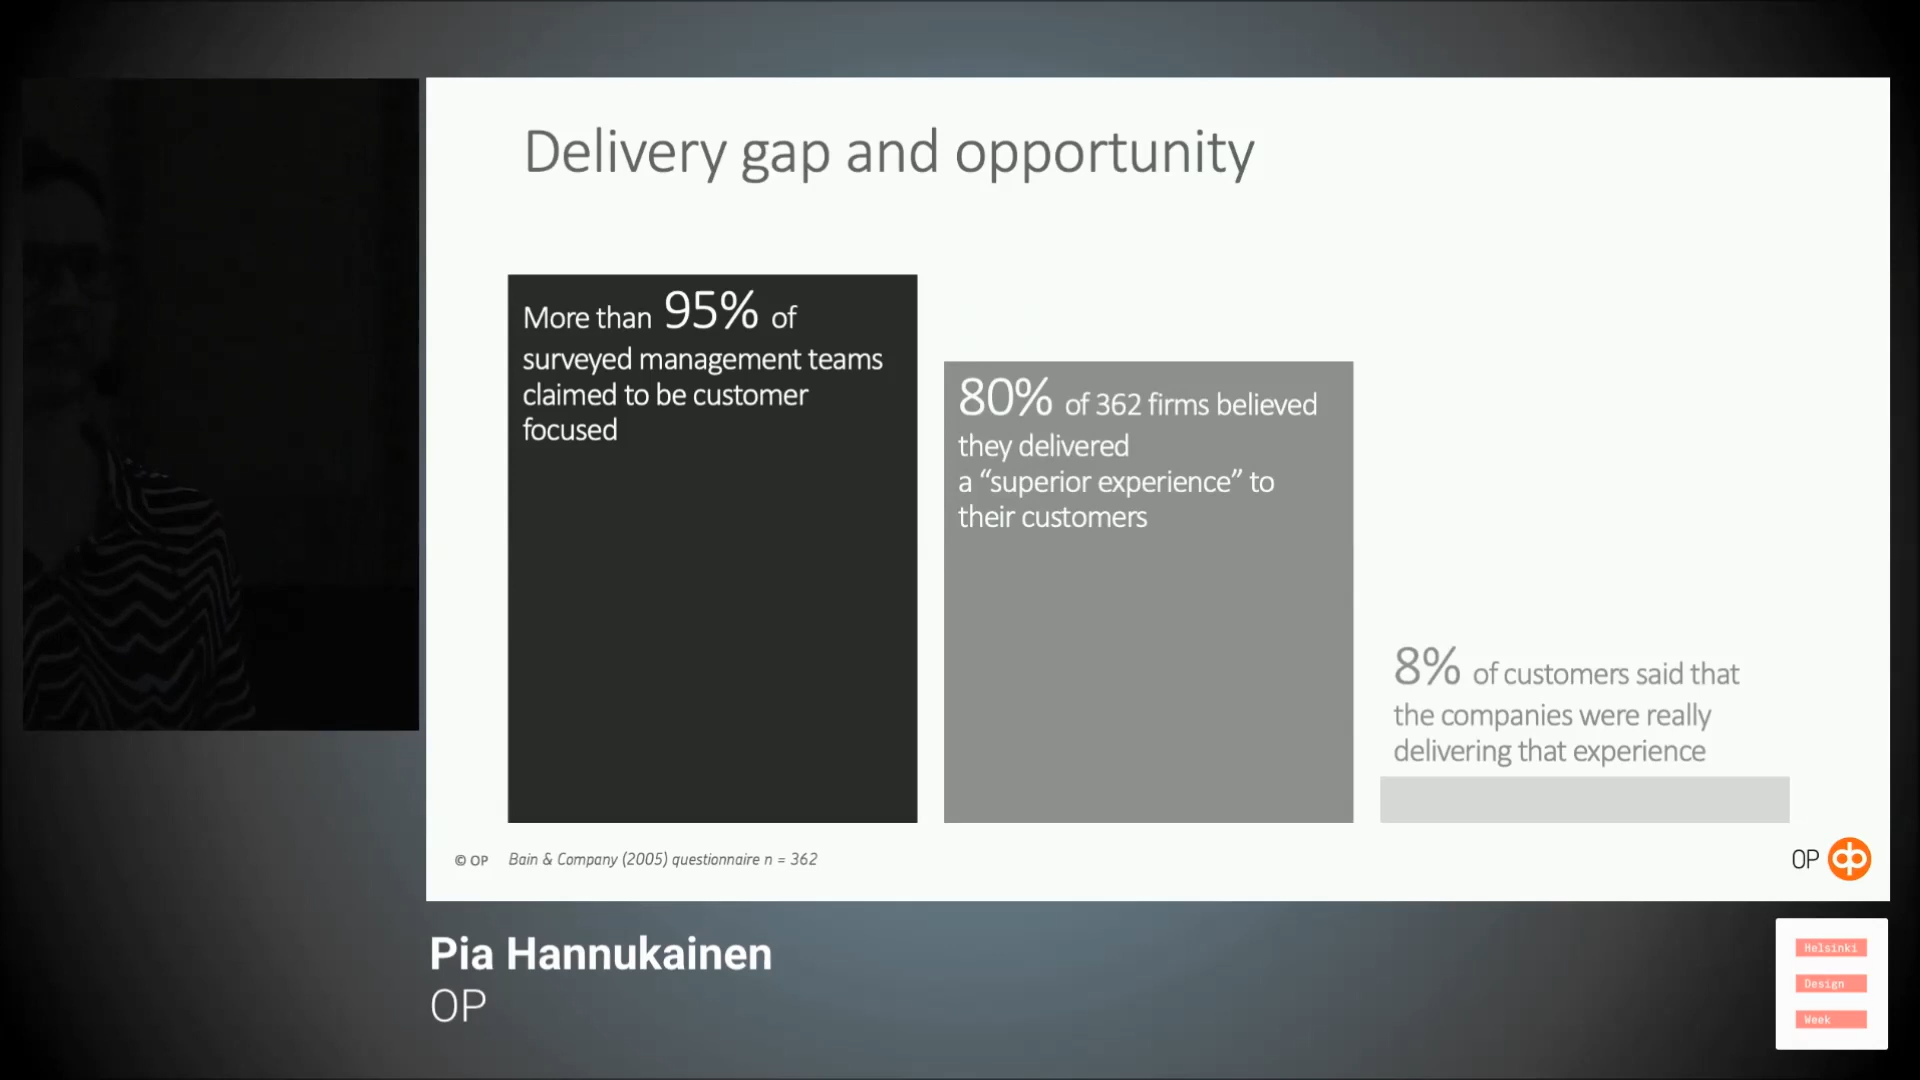 Delivery gap and opportunity
More than 95% of
surveyed management teams
claimed to be customer
focused
80% of 362 firms believed
they delivered
a “superior experience” to
their customers
8% of customers said that
the companies were really
delivering that experience
© OP Bain & Company (2005) questionnaire n = 362
OP
Pia Hannukainen
OP
Helsinki
Design
Week